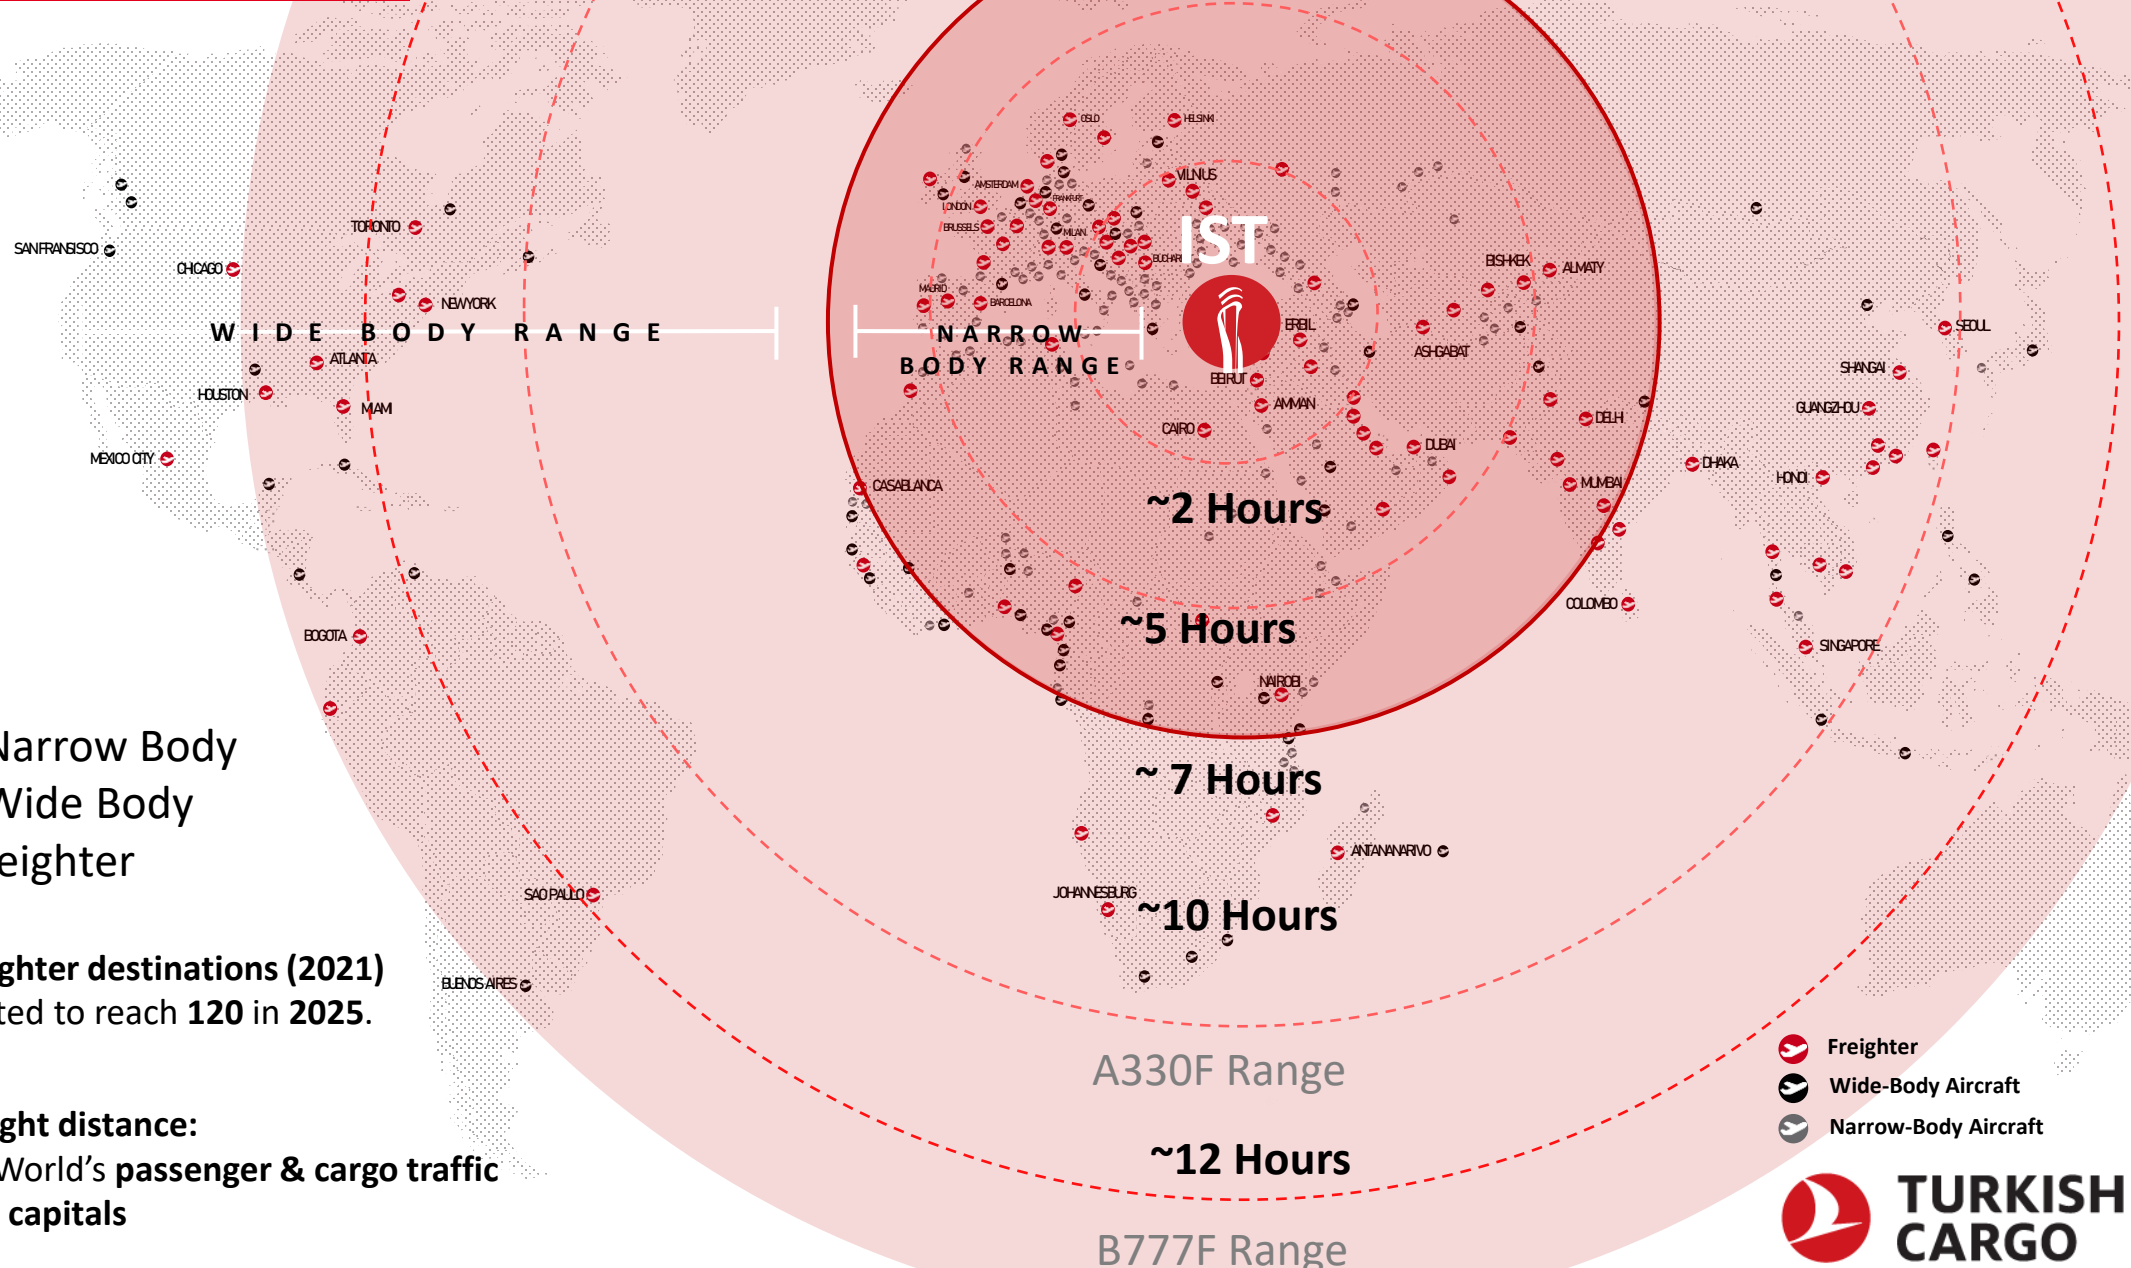 OSLO
HELSINKI
VILNIUS
AMSTERDAM
LONDON
FRANKFURT
BRUSSELS
MILAN
TORONTO
IST
SANFRANSISCO
CHICAGO
BISHKEK
ALMATY
MADRID
BARCELONA
NEWYORK
WIDE BODY RANGE
NARROW
BODY RANGE
ERBIL
ASHGABAT
SEOUL
ATLANTA
SHANGAI
BEIRUT
HOUSTON
MIAMI
AMMAN
GUANGZHOU
DELHI
CAIRO
DUBAI
MEXICO CITY
DHAKA
HONOI
CASABLANCA
MUMBAI
~2 Hours
COLOMBO
~5 Hours
BOGOTA
SINGAPORE
NAIROBI
Narrow Body
~ 7 Hours
Wide Body
ANTANANARIVO
eighter
SAO PAULO
JOHANNESBURG
~10 Hours
ghter destinations (2021)
BUENOS AIRES
ted to reach 120 in 2025.
Freighter
A330F Range
Wide-Body Aircraft
ght distance:
Narrow-Body Aircraft
~12 Hours
World’s passenger & cargo traffic
capitals
TURKISH
CARGO
B777F Range